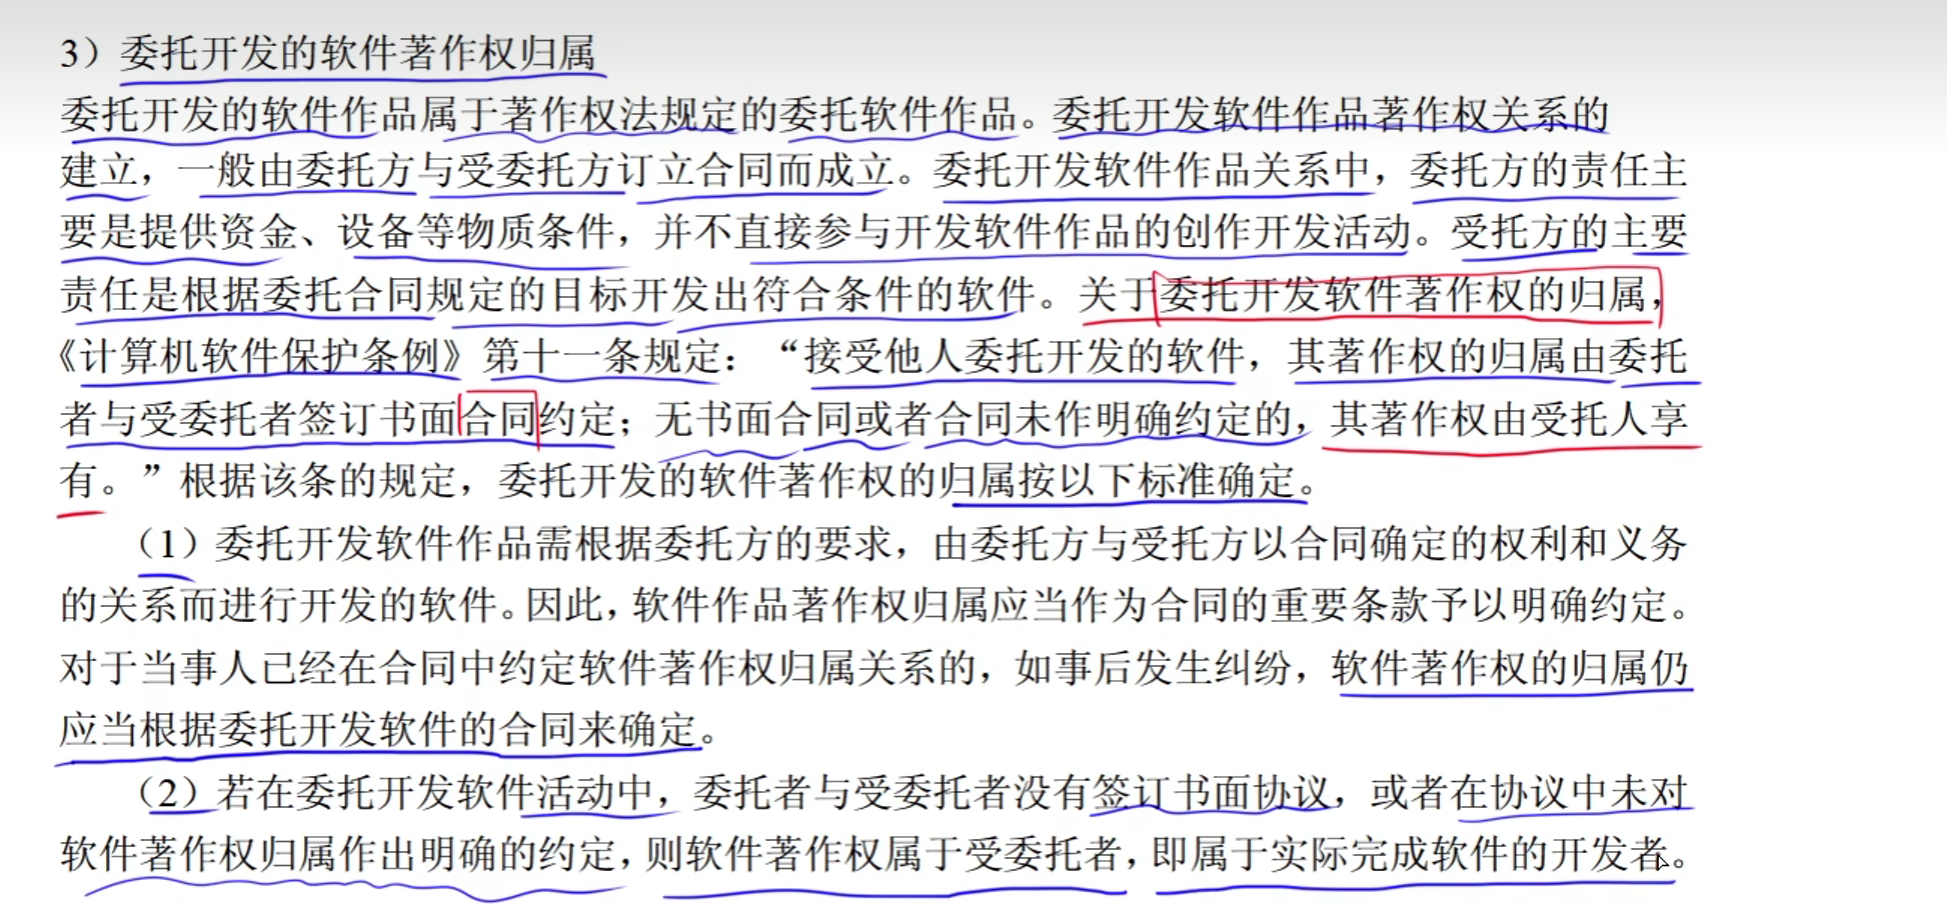 3）委托开发的软件著作权归属
委托开发的软件作品属于著作权法规定的委托软件作品。委托开发软件作品著作权关系的
建立，一般由委托方与受委托方订立合同而成立。委托开发软件作品关系中，委托方的责任主
要是提供资金、设备等物质条件，并不直接参与开发软件作品的创作开发活动。受托方的主要
责任是根据委托合同规定的目标开发出符合条件的软件。关于委托开发软件著作权的归属，
《计算机软件保护条例》第十一条规定：“接受他人委托开发的软件，其著作权的归属由委托
者与受委托者签订书面合同约定；无书面合同或者合同未作明确约定的，其著作权由受托人享
有。”根据该条的规定，委托开发的软件著作权的归属按以下标准确定。
（1）委托开发软件作品需根据委托方的要求，由委托方与受托方以合同确定的权利和义务
的关系而进行开发的软件。因此，软件作品著作权归属应当作为合同的重要条款予以明确约定。
对于当事人已经在合同中约定软件著作权归属关系的，如事后发生纠纷，软件著作权的归属仍
应当根据委托开发软件的合同来确定。
（2）若在委托开发软件活动中，委托者与受委托者没有签订书面协议，或者在协议中未对
软件著作权归属作出明确的约定，则软件著作权属于受委托者，即属于实际完成软件的开发者。